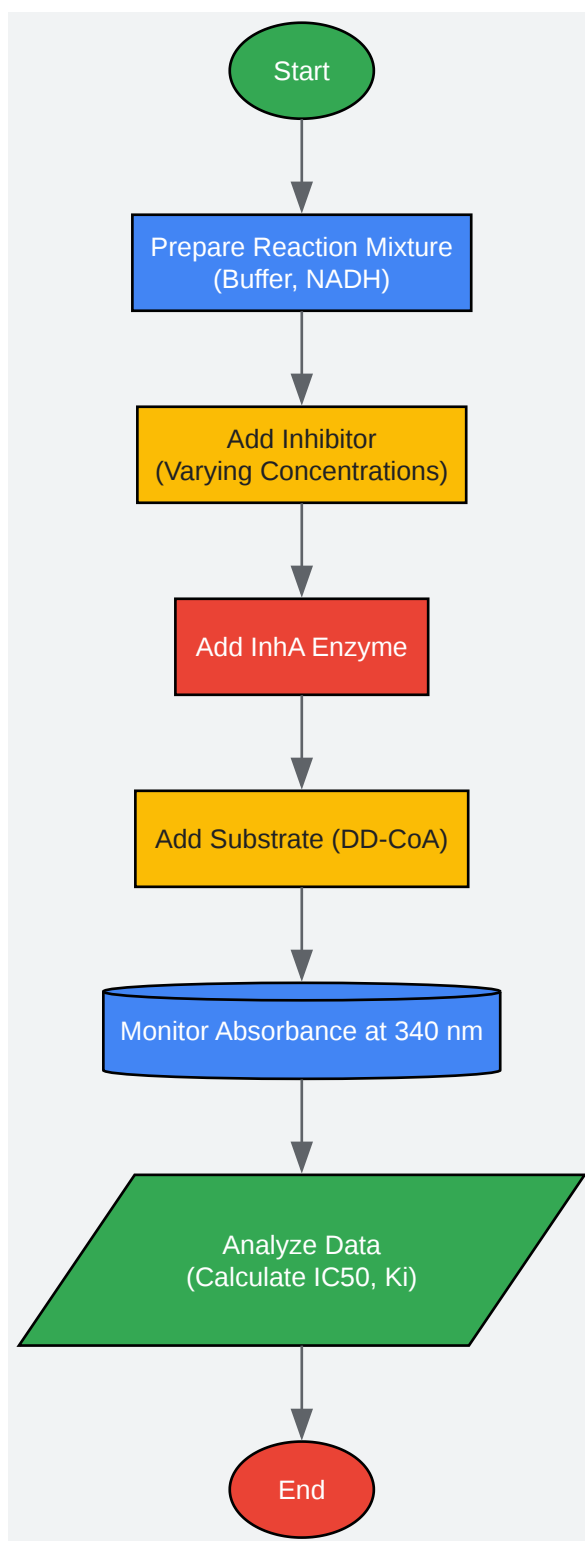 Start
Prepare Reaction Mixture
(Buffer, NADH)
Add Inhibitor
(Varying Concentrations)
Add InhA Enzyme
Add Substrate (DD-CoA)
Monitor Absorbance at 340 nm
Analyze Data
(Calculate IC50, Ki)
End